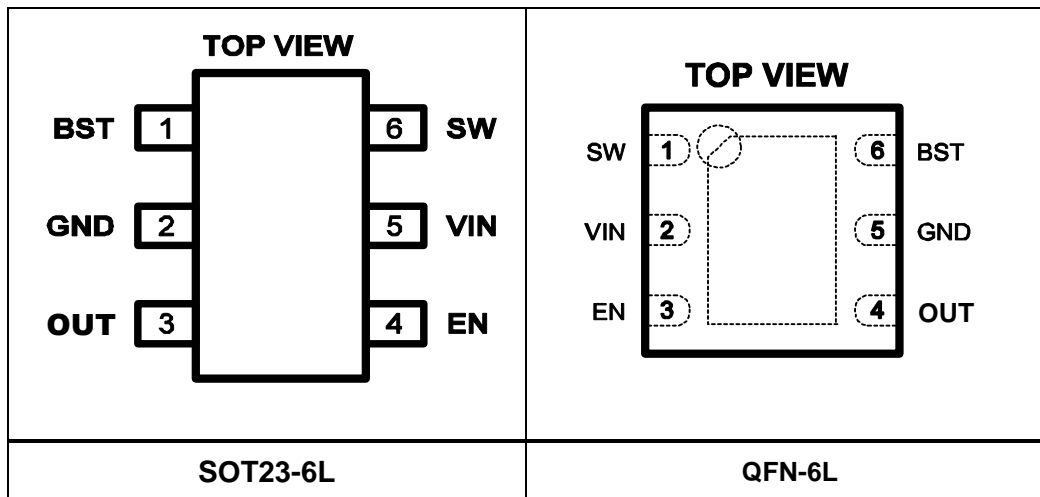 TOP VIEW
BST 1 6 SW
GND 2 5 VIN
OUT 3 4 EN
SOT23-6L
TOP VIEW
SW 1 6 BST
VIN 2 5 GND
EN 3 4 OUT
QFN-6L